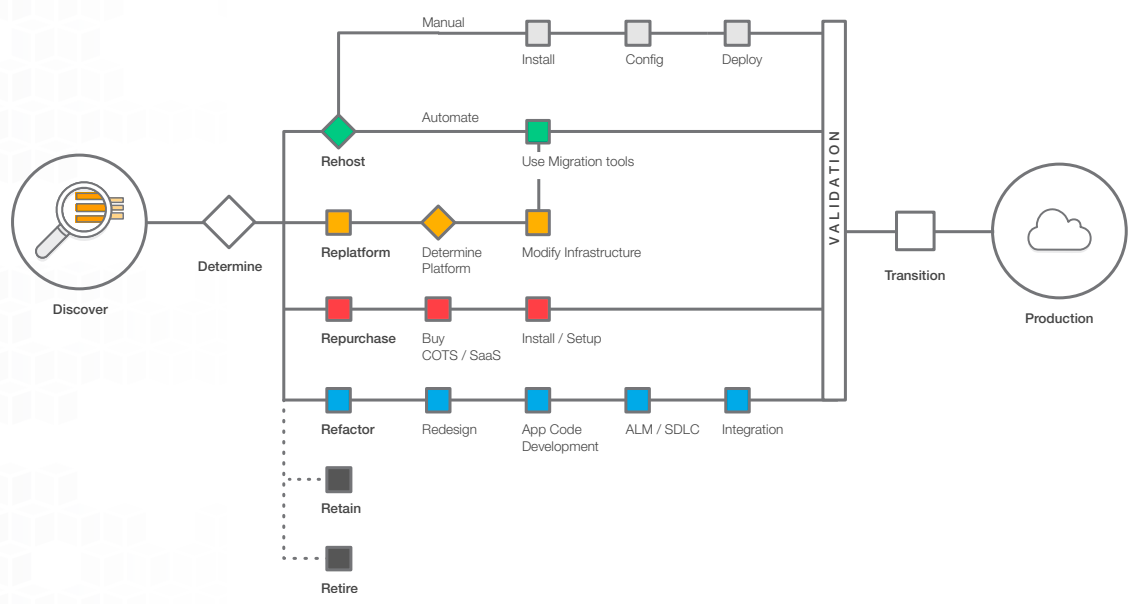 Manual
Install
Config
Deploy
Automate
Rehost
Use Migration tools
VALIDATION
Discover
Determine
Replatform
Determine
Platform
Modify Infrastructure
Transition
Production
Repurchase
Buy
COTS / SaaS
Install / Setup
Refactor
Redesign
App Code
Development
ALM / SDLC
Integration
Retain
Retire